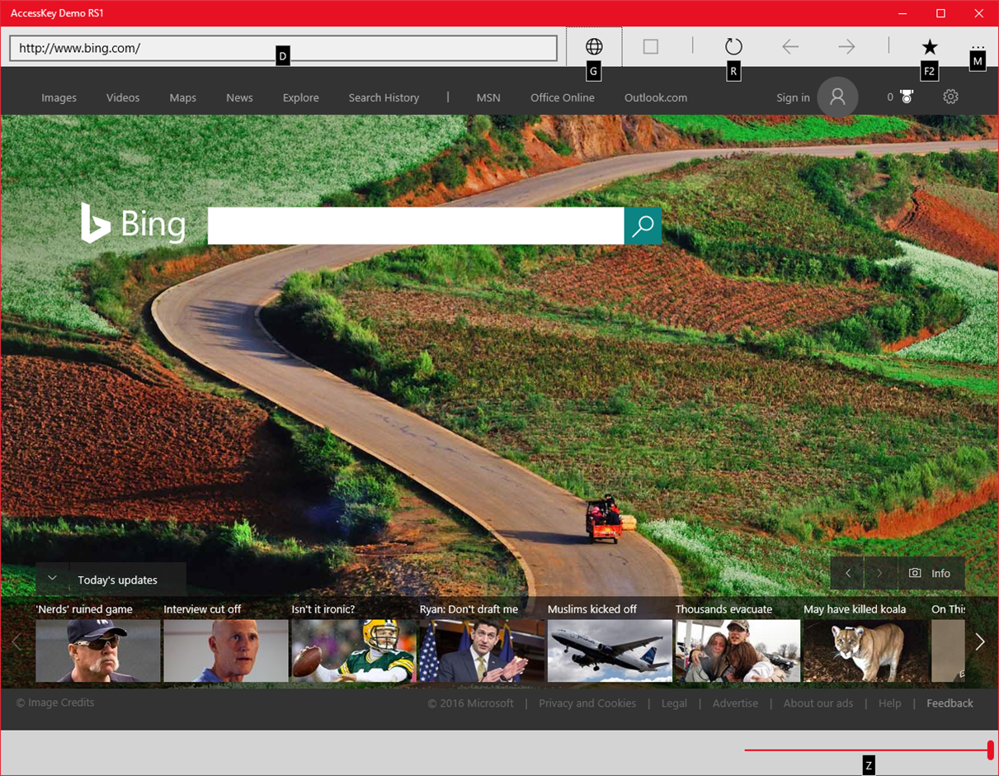 AccessKey Demo RS1
http://www.bing.com/
D
G
R
F2
M
Images Videos Maps News Explore Search History | MSN Office Online Outlook.com Sign in 0
Bing
Today's updates
Info
'Nerds' ruined game Interview cut off Isn't it ironic? Ryan: Don't draft me Muslims kicked off Thousands evacuate May have killed koala On This
© Image Credits © 2016 Microsoft | Privacy and Cookies | Legal | Advertise | About our ads | Help | Feedback
Z